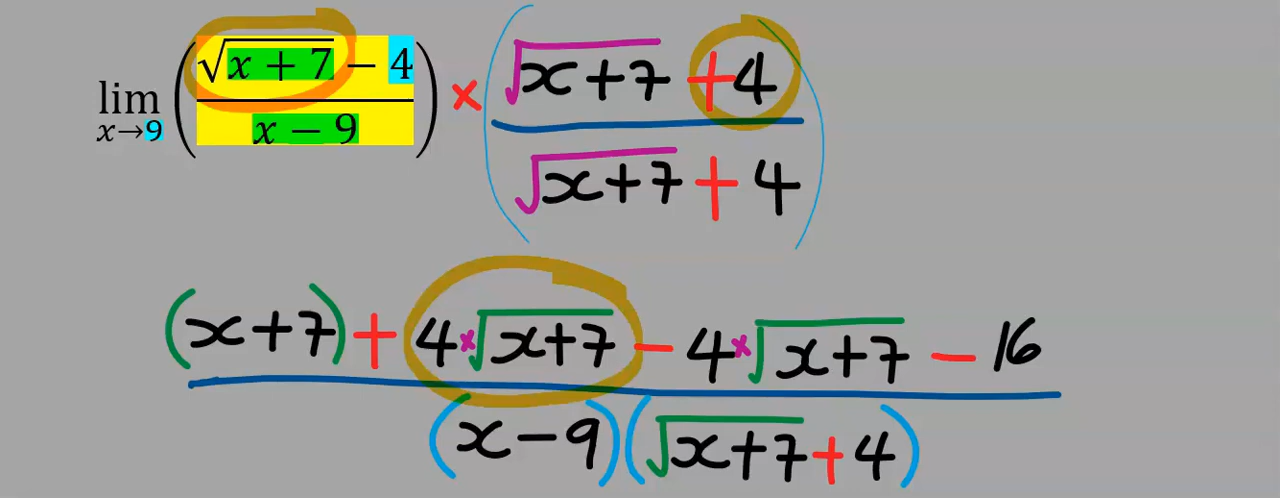 lim x→9 ( (√(x + 7) − 4) / (x − 9) ) × ( (√(x+7) + 4) / (√(x+7) + 4) )
(x+7) + 4×√(x+7) − 4×√(x+7) − 16
(x−9)(√(x+7) + 4)